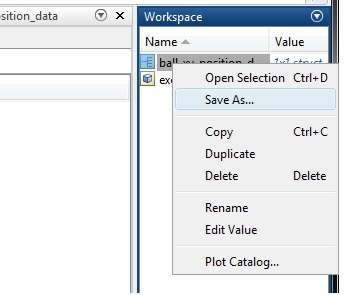 osition_data
Workspace
Name Value
ball_xy_position_d... 1x1 struct
Open Selection Ctrl+D
Save As...
Copy Ctrl+C
Duplicate
Delete Delete
Rename
Edit Value
Plot Catalog...